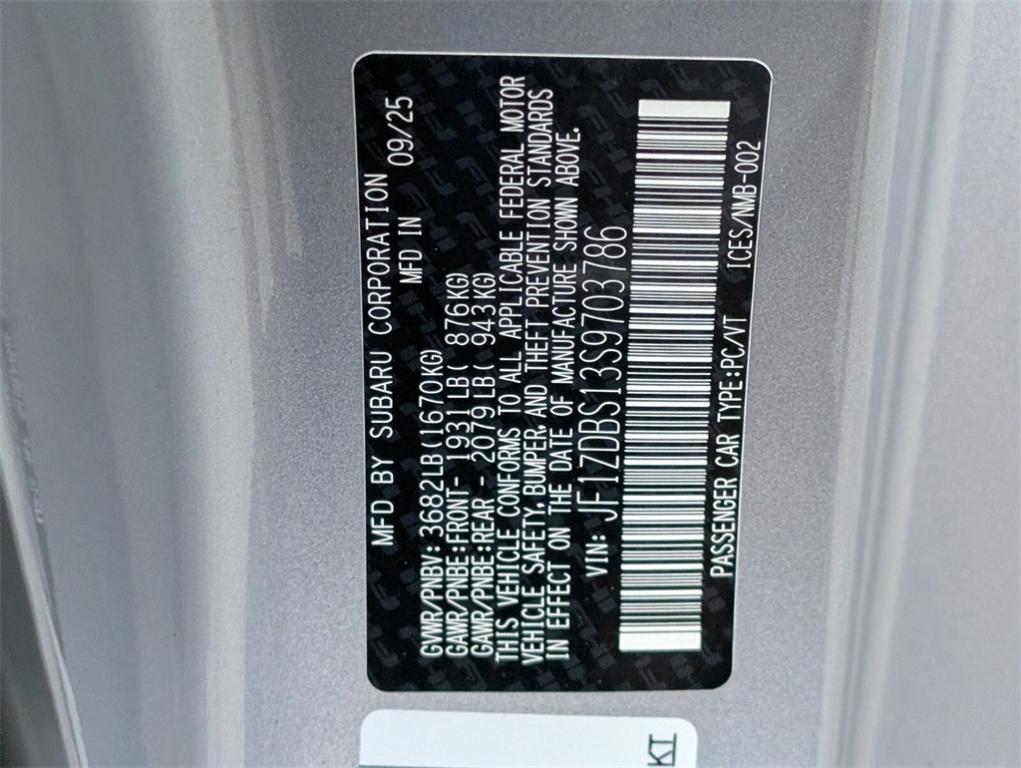 MFD BY SUBARU CORPORATION
MFD IN 09/25
GVWR/PNBV: 3682LB(1670KG)
GAWR/PNBE:FRONT- 1931LB( 876KG)
GAWR/PNBE:REAR - 2079LB( 943KG)
THIS VEHICLE CONFORMS TO ALL APPLICABLE FEDERAL MOTOR
VEHICLE SAFETY, BUMPER, AND THEFT PREVENTION STANDARDS
IN EFFECT ON THE DATE OF MANUFACTURE SHOWN ABOVE.
VIN: JF1ZDBS13S9703786
PASSENGER CAR TYPE:PC/VT ICES/NMB-002
KI